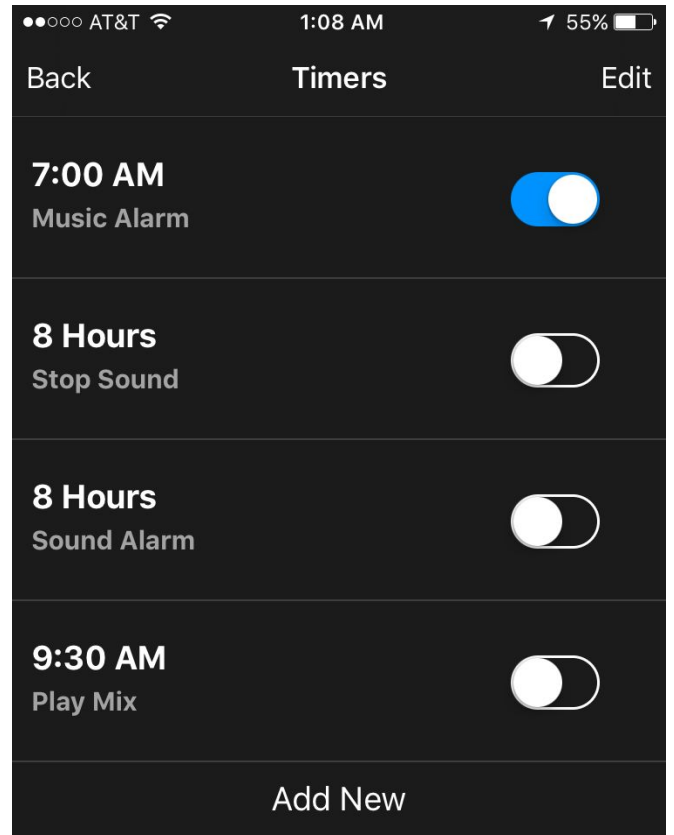 AT&T 1:08 AM 55%
Back Timers Edit
7:00 AM
Music Alarm
8 Hours
Stop Sound
8 Hours
Sound Alarm
9:30 AM
Play Mix
Add New